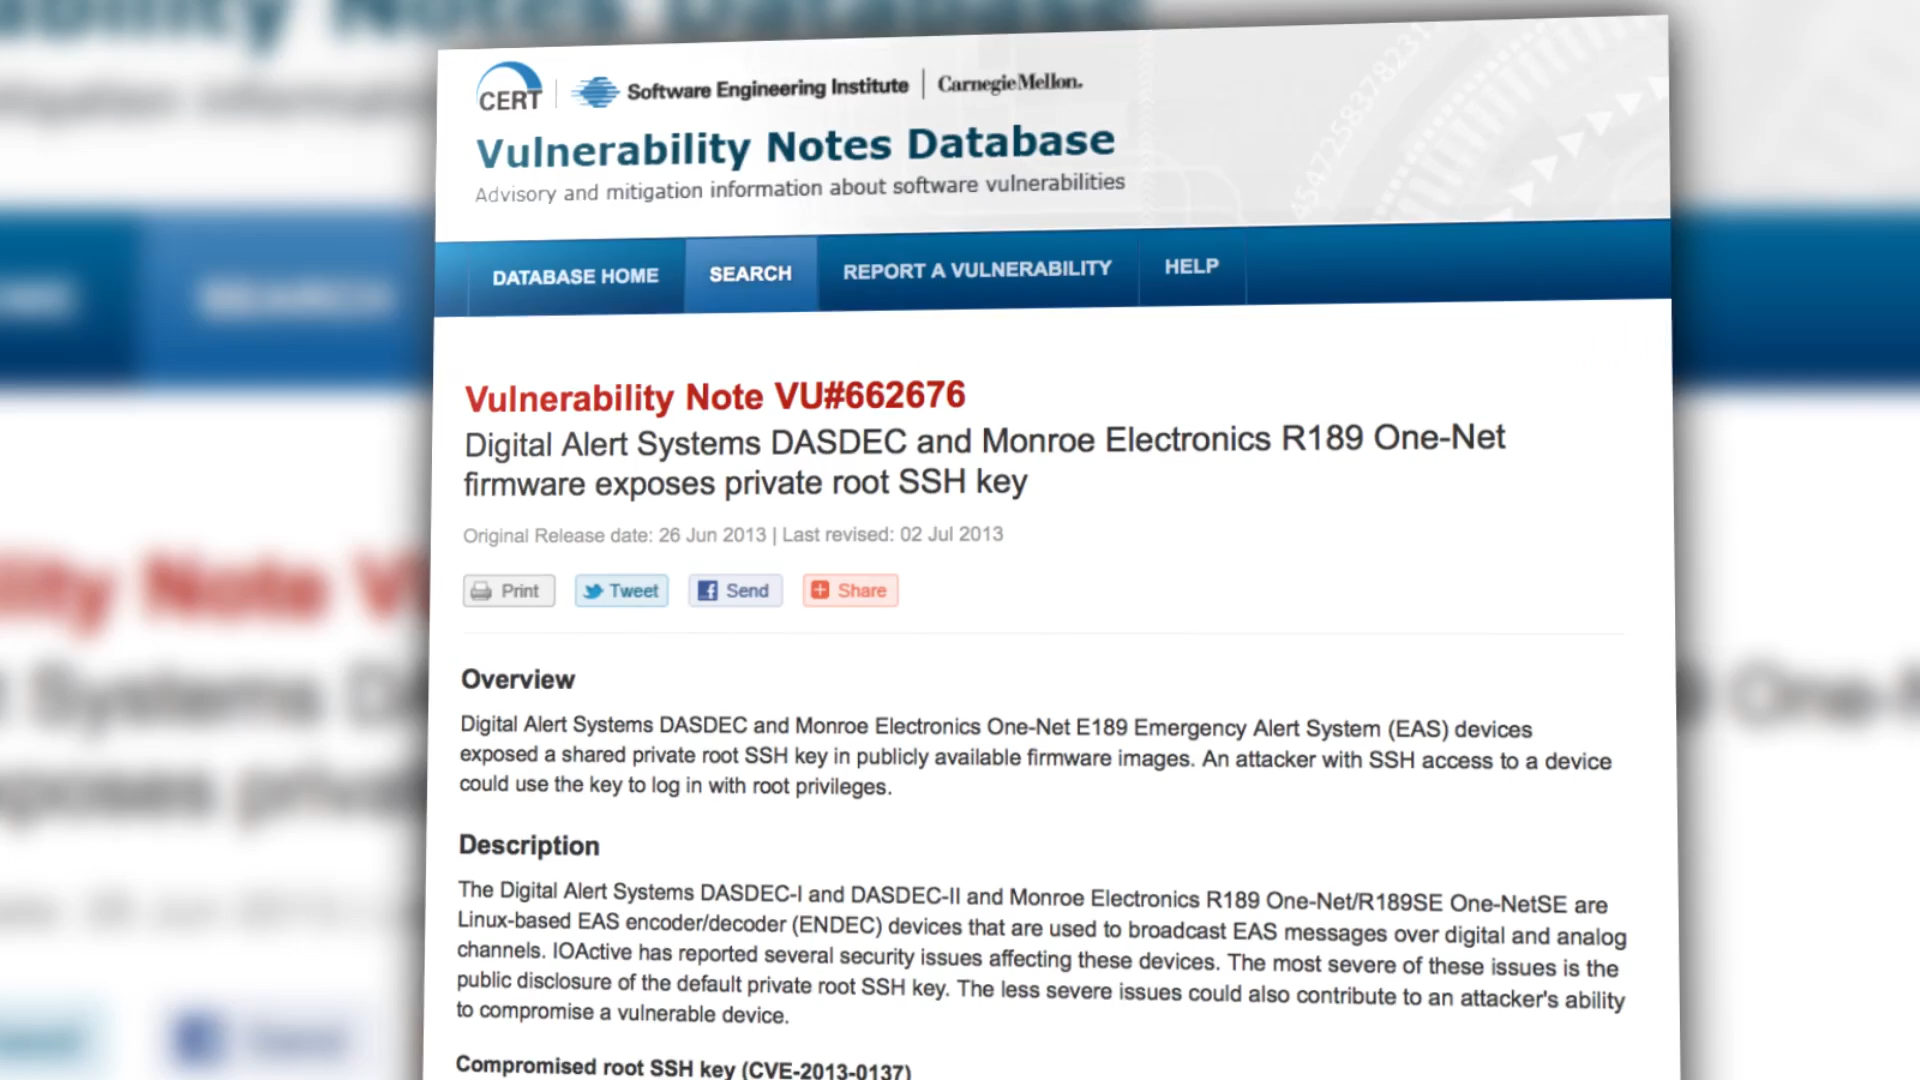 CERT | Software Engineering Institute | CarnegieMellon.
Vulnerability Notes Database
Advisory and mitigation information about software vulnerabilities
DATABASE HOME SEARCH REPORT A VULNERABILITY HELP
Vulnerability Note VU#662676
Digital Alert Systems DASDEC and Monroe Electronics R189 One-Net
firmware exposes private root SSH key
Original Release date: 26 Jun 2013 | Last revised: 02 Jul 2013
Print Tweet Send Share
Overview
Digital Alert Systems DASDEC and Monroe Electronics One-Net E189 Emergency Alert System (EAS) devices
exposed a shared private root SSH key in publicly available firmware images. An attacker with SSH access to a device
could use the key to log in with root privileges.
Description
The Digital Alert Systems DASDEC-I and DASDEC-II and Monroe Electronics R189 One-Net/R189SE One-NetSE are
Linux-based EAS encoder/decoder (ENDEC) devices that are used to broadcast EAS messages over digital and analog
channels. IOActive has reported several security issues affecting these devices. The most severe of these issues is the
public disclosure of the default private root SSH key. The less severe issues could also contribute to an attacker's ability
to compromise a vulnerable device.
Compromised root SSH key (CVE-2013-0137)